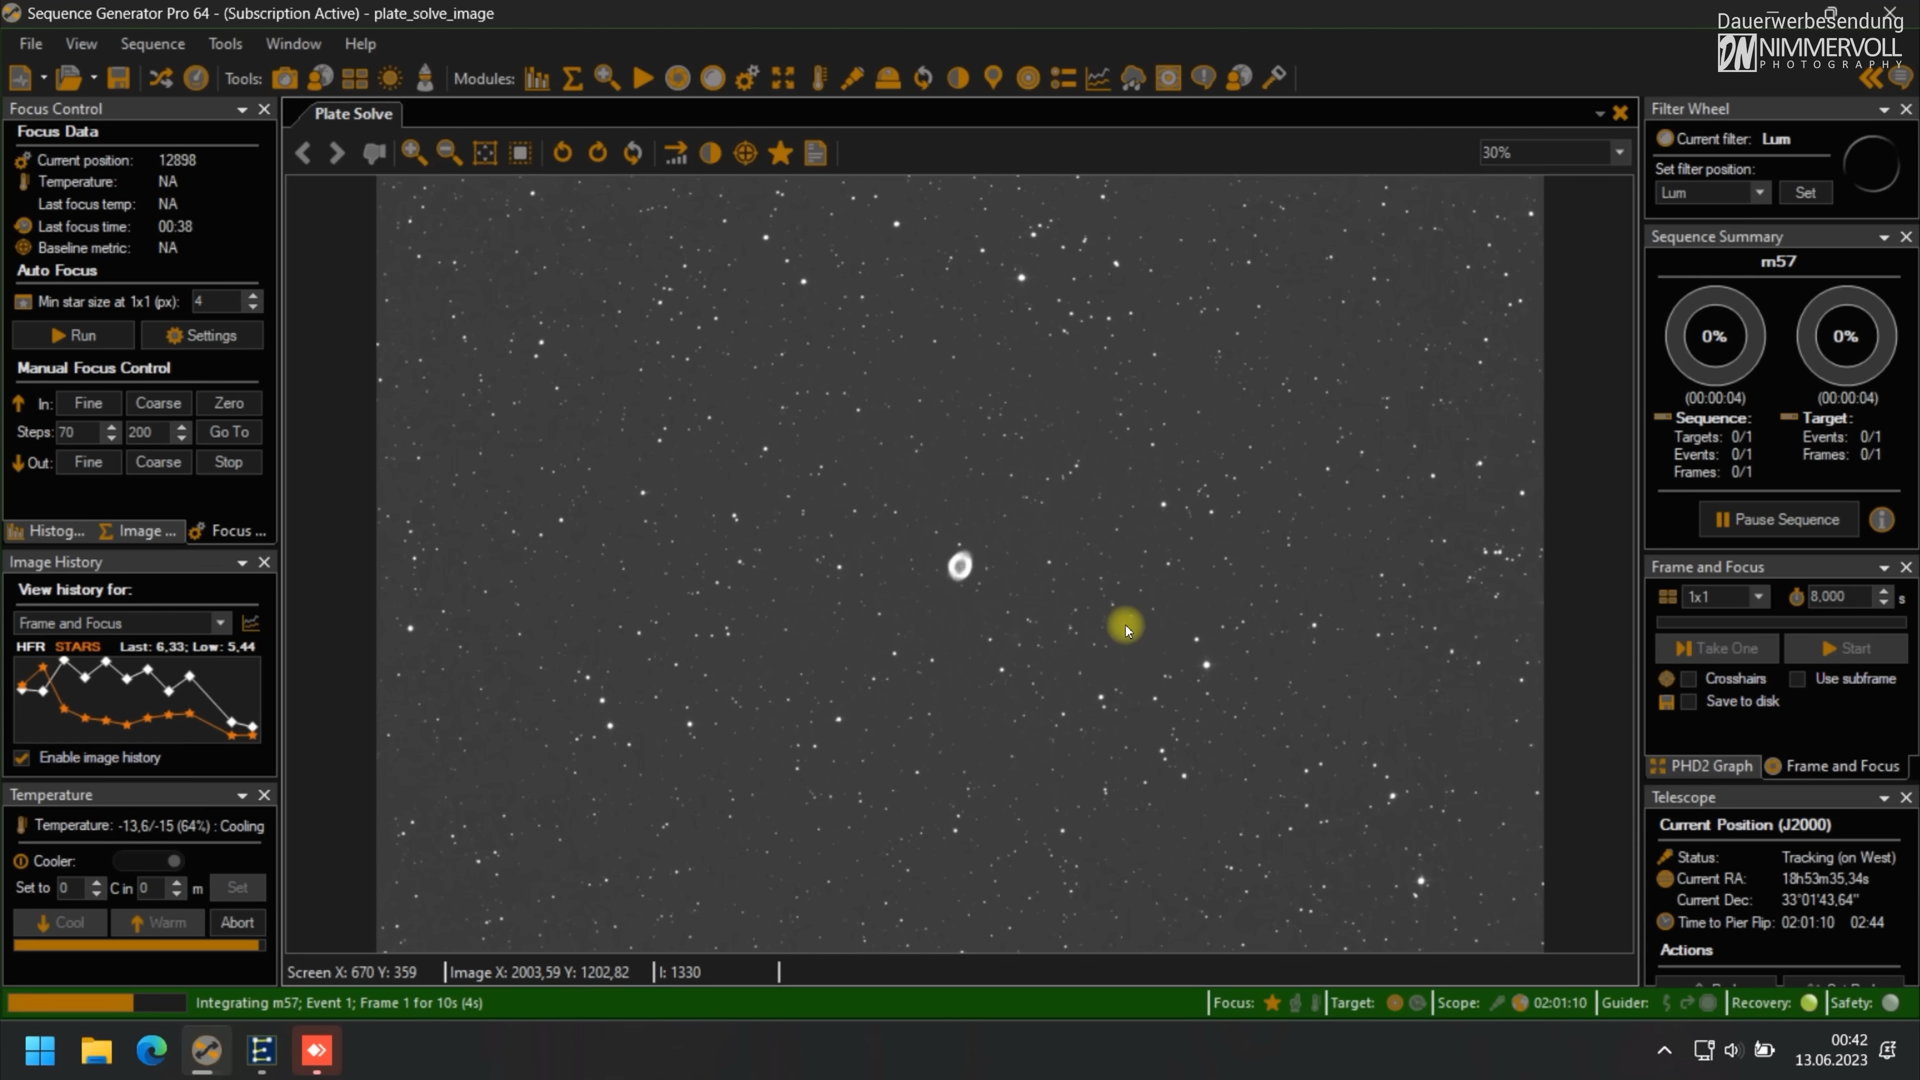 Sequence Generator Pro 64 - (Subscription Active) - plate_solve_image
Dauerwerbesendung
DN NIMMERVOLL
PHOTOGRAPHY
File View Sequence Tools Window Help
Tools: Modules:
Focus Control
Focus Data
Current position: 12898
Temperature: NA
Last focus temp: NA
Last focus time: 00:38
Baseline metric: NA
Auto Focus
Min star size at 1x1 (px): 4
Run Settings
Manual Focus Control
In: Fine Coarse Zero
Steps: 70 200 Go To
Out: Fine Coarse Stop
Histog... Image ... Focus ...
Image History
View history for:
Frame and Focus
HFR STARS Last: 6,33; Low: 5,44
Enable image history
Temperature
Temperature: -13,6/-15 (64%) : Cooling
Cooler:
Set to 0 C in 0 m Set
Cool Warm Abort
Plate Solve
30%
Screen X: 670 Y: 359 Image X: 2003,59 Y: 1202,82 I: 1330
Filter Wheel
Current filter: Lum
Set filter position:
Lum Set
Sequence Summary
m57
0% 0%
(00:00:04) (00:00:04)
Sequence: Target:
Targets: 0/1 Events: 0/1
Events: 0/1 Frames: 0/1
Frames: 0/1
Pause Sequence
Frame and Focus
1x1 8,000 s
Take One Start
Crosshairs Use subframe
Save to disk
PHD2 Graph Frame and Focus
Telescope
Current Position (J2000)
Status: Tracking (on West)
Current RA: 18h53m35,34s
Current Dec: 33°01'43,64"
Time to Pier Flip: 02:01:10 02:44
Actions
Integrating m57; Event 1; Frame 1 for 10s (4s)
Focus: Target: Scope: 02:01:10 Guider: Recovery: Safety:
00:42
13.06.2023